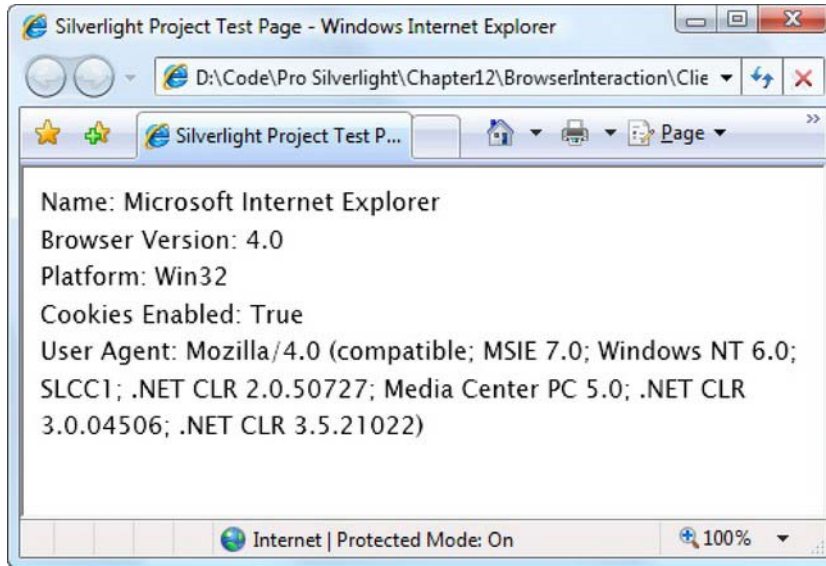 Silverlight Project Test Page - Windows Internet Explorer
D:\Code\Pro Silverlight\Chapter12\BrowserInteraction\Clie
Silverlight Project Test P...
Page
Name: Microsoft Internet Explorer
Browser Version: 4.0
Platform: Win32
Cookies Enabled: True
User Agent: Mozilla/4.0 (compatible; MSIE 7.0; Windows NT 6.0;
SLCC1; .NET CLR 2.0.50727; Media Center PC 5.0; .NET CLR
3.0.04506; .NET CLR 3.5.21022)
Internet | Protected Mode: On
100%